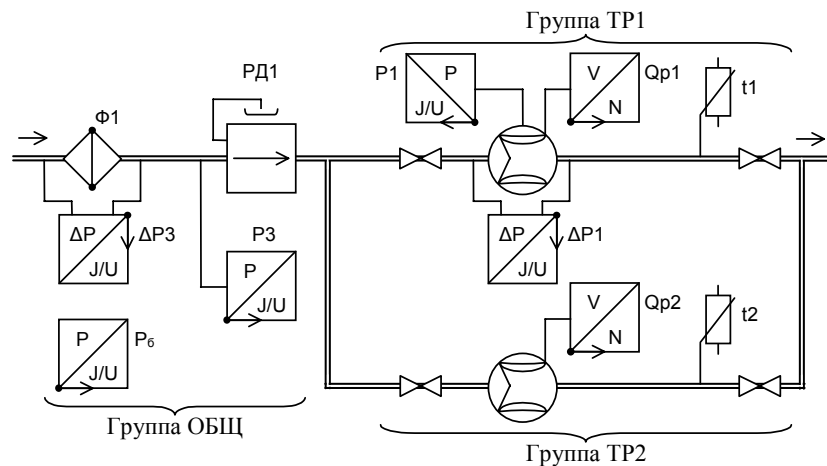 Группа ТР1
РД1
P1
P
J/U
V
N
Qp1
t1
Ф1
ΔP
J/U
ΔP3
P3
P
J/U
ΔP
J/U
ΔP1
P
J/U
Pб
V
N
Qp2
t2
Группа ОБЩ
Группа ТР2